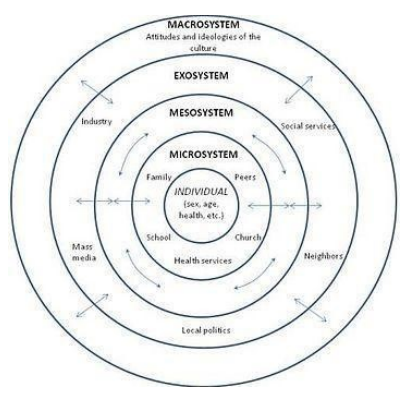 MACROSYSTEM
Attitudes and ideologies of the
culture
EXOSYSTEM
MESOSYSTEM
Industry
Social services
MICROSYSTEM
Family
Peers
INDIVIDUAL
(sex, age,
health, etc.)
School
Church
Mass
media
Neighbors
Health services
Local politics